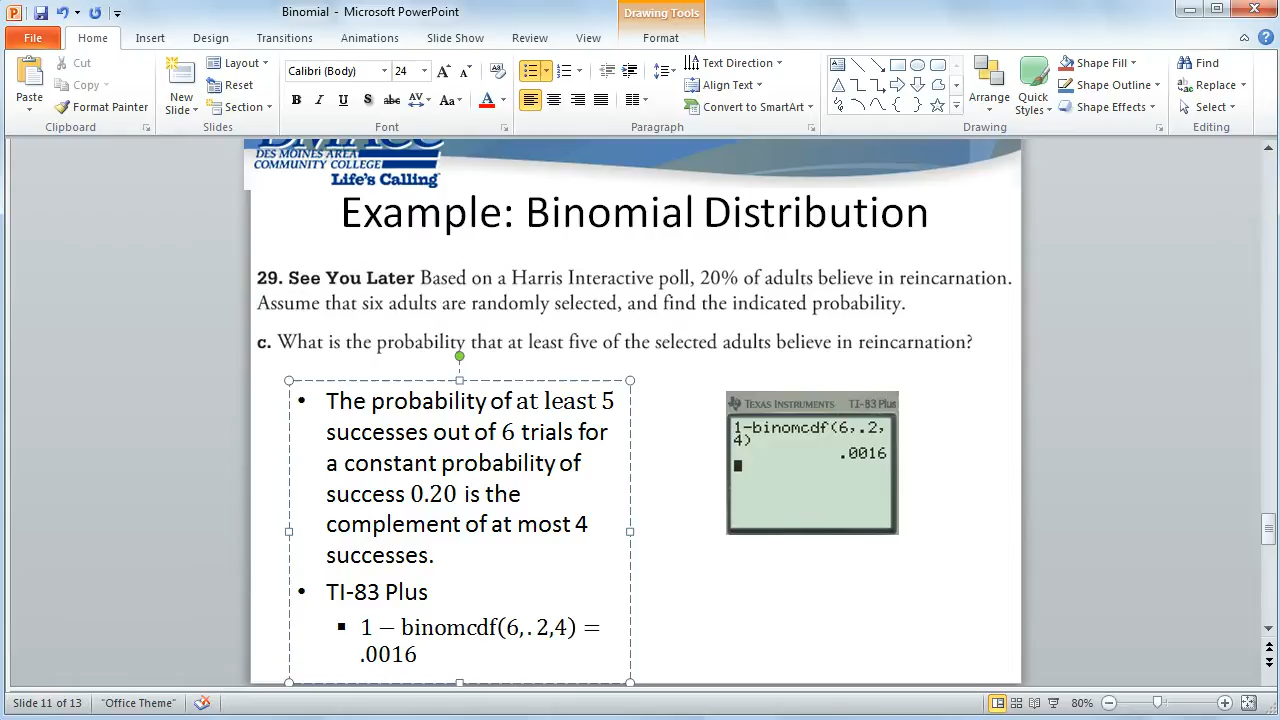 Binomial - Microsoft PowerPoint
Drawing Tools
File Home Insert Design Transitions Animations Slide Show Review View Format
Paste
Cut
Copy
Format Painter
Clipboard
New Slide
Layout
Reset
Section
Slides
Calibri (Body) 24
B I U S abc AV Aa A
Font
Text Direction
Align Text
Convert to SmartArt
Paragraph
Arrange
Quick Styles
Shape Fill
Shape Outline
Shape Effects
Drawing
Find
Replace
Select
Editing
DES MOINES AREA
COMMUNITY COLLEGE
Life's Calling
Example: Binomial Distribution
29. See You Later Based on a Harris Interactive poll, 20% of adults believe in reincarnation.
Assume that six adults are randomly selected, and find the indicated probability.
c. What is the probability that at least five of the selected adults believe in reincarnation?
• The probability of at least 5
successes out of 6 trials for
a constant probability of
success 0.20 is the
complement of at most 4
successes.
• TI-83 Plus
▪ 1 − binomcdf(6,.2,4) =
.0016
TEXAS INSTRUMENTS TI-83 Plus
1-binomcdf(6,.2,
4)
.0016
Slide 11 of 13 "Office Theme" 80%